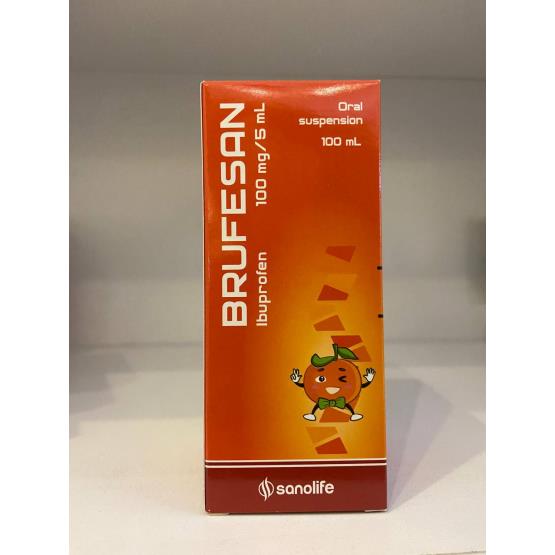 BRUFESAN
Ibuprofen 100 mg/5 mL
Oral
suspension
100 mL
sanolife